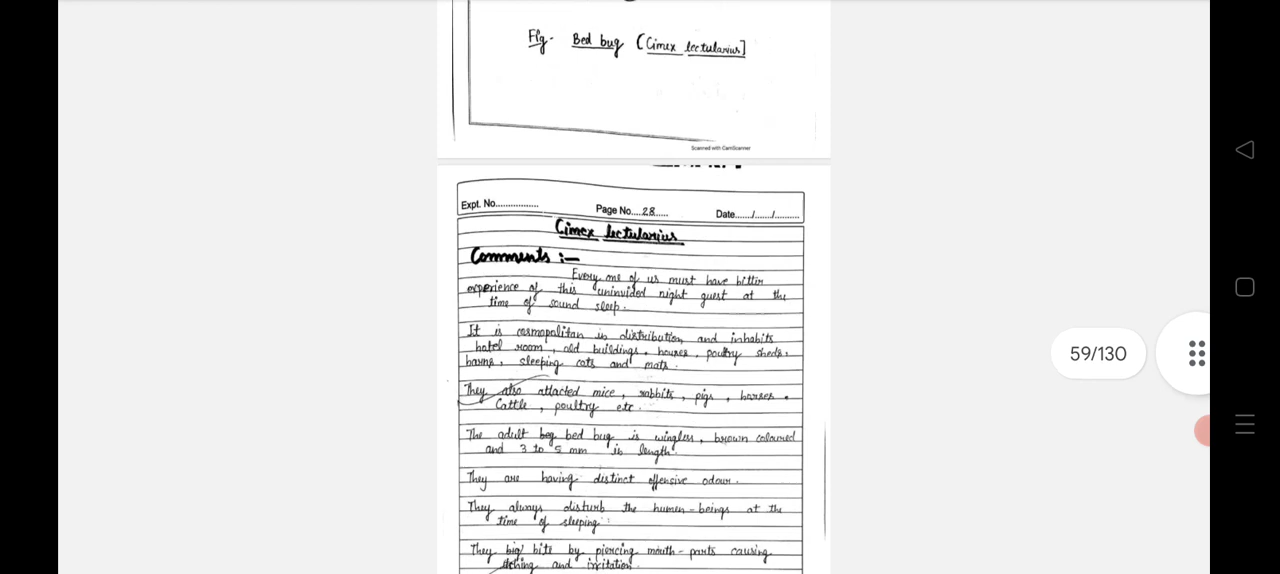 Fig- Bed bug (Cimex lectularius]
Scanned with CamScanner
Expt. No................
Page No....28.....
Date....../....../..........
Cimex lectularius
Comments :-
Every one of us must have bitter
experience of this uninvided night guest at the
time of sound sleep.
It is cosmopolitan in distribution, and inhabits
hotel room, old buildings, houses, poultry sheds,
barns, sleeping cots and mats.
They also attacted mice, rabbits, pigs, horses,
Cattle, poultry etc.
The adult beg bed bug is wingless, brown coloured
and 3 to 5 mm is length.
They are having distinct offensive odour.
They always disturb the human-beings at the
time of sleeping.
They big bite by piercing mouth-parts causing
itching and irritation.
59/130